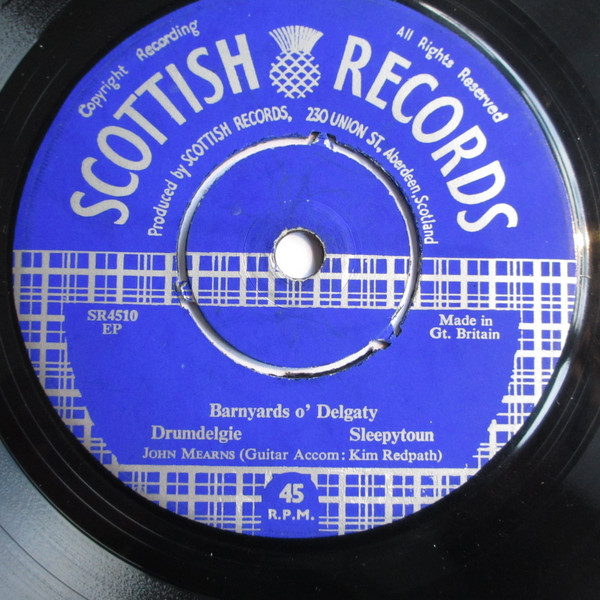 Copyright Recording
All Rights Reserved
SCOTTISH RECORDS
Produced by SCOTTISH RECORDS, 230 UNION ST, Aberdeen, Scotland
SR4510
EP
Made in
Gt. Britain
Barnyards o' Delgaty
Drumdelgie Sleepytoun
JOHN MEARNS (Guitar Accom: Kim Redpath)
45
R.P.M.